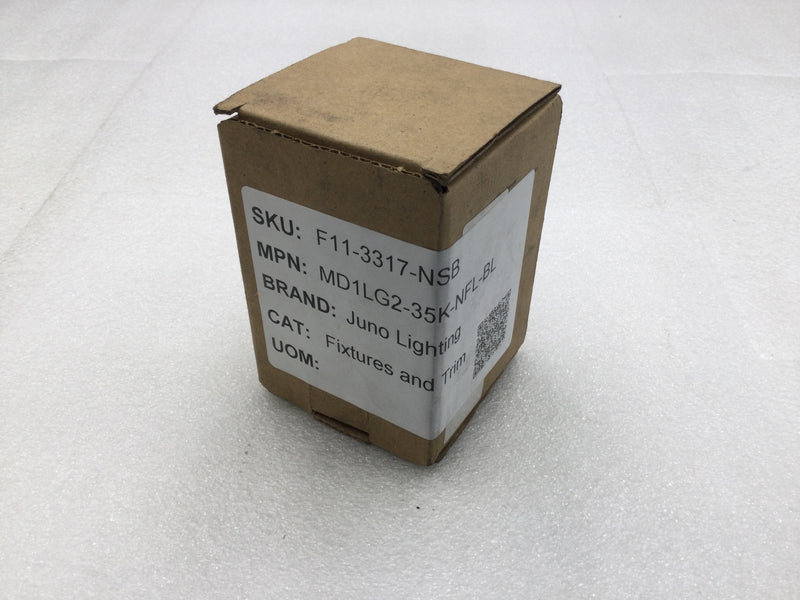 SKU: F11-3317-NSB
MPN: MD1LG2-35K-NFL-BL
BRAND: Juno Lighting
CAT: Fixtures and Trim
UOM: